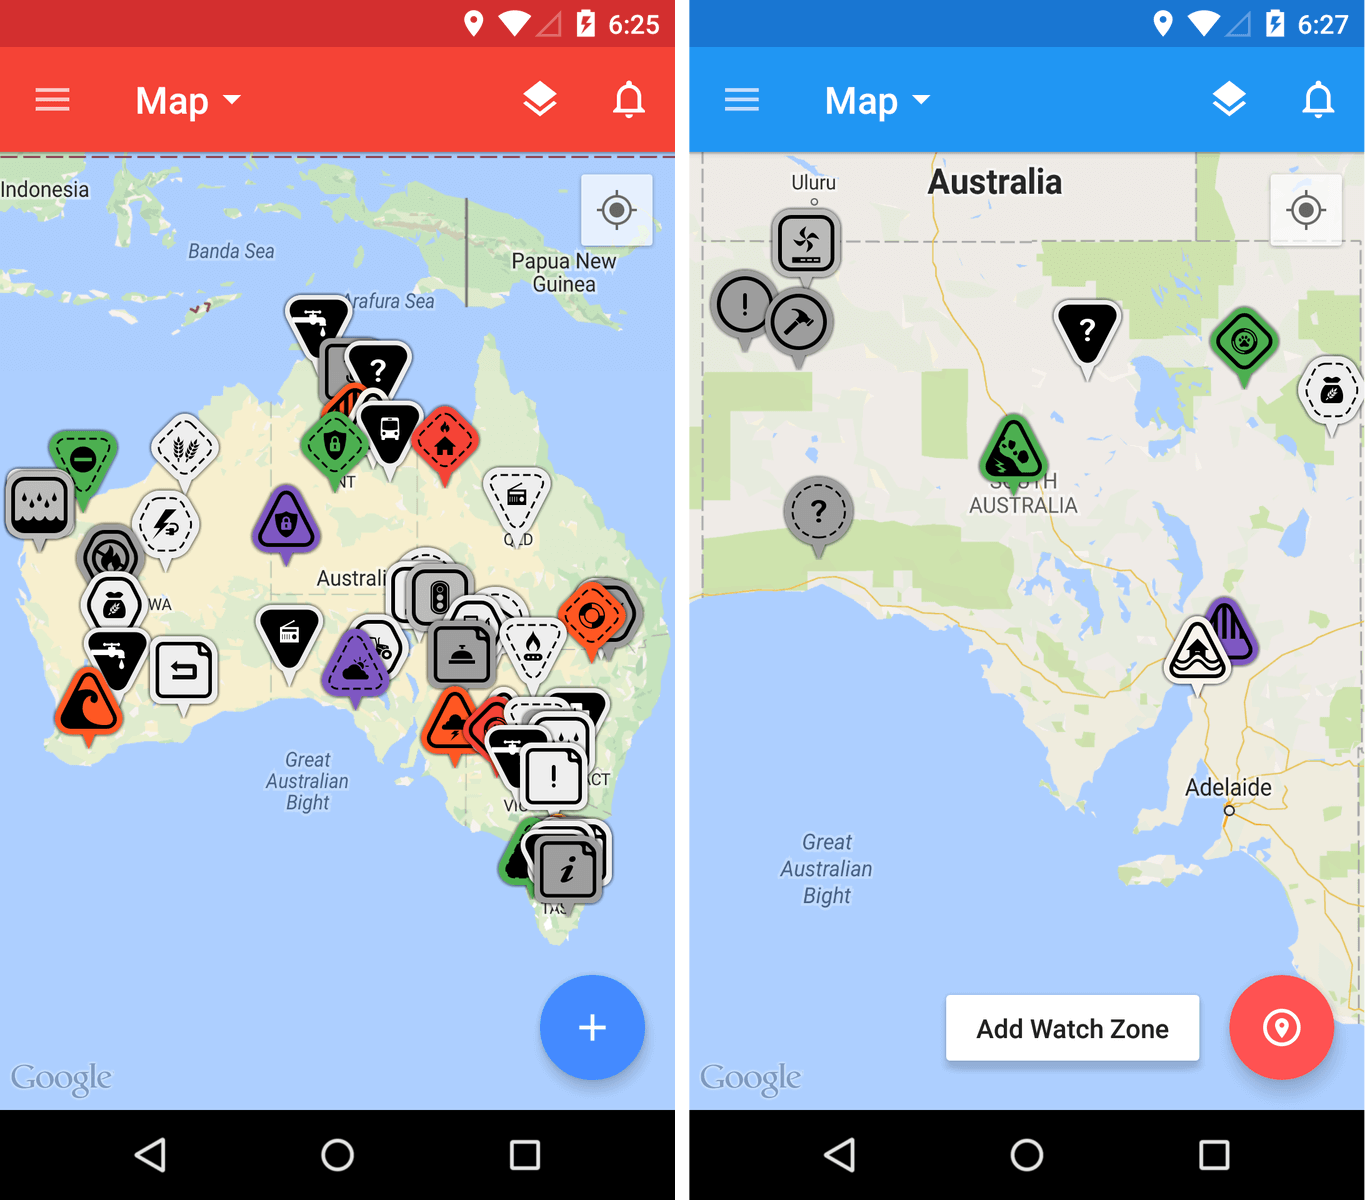 6:25
Map
Indonesia
Banda Sea
Papua New
Guinea
Arafura Sea
?
NT
QLD
Australi
WA
Great
Australian
Bight
!
ACT
VIC
i
TAS
Google
6:27
Map
Uluru
Australia
!
?
SOUTH
AUSTRALIA
?
Adelaide
Great
Australian
Bight
Add Watch Zone
Google